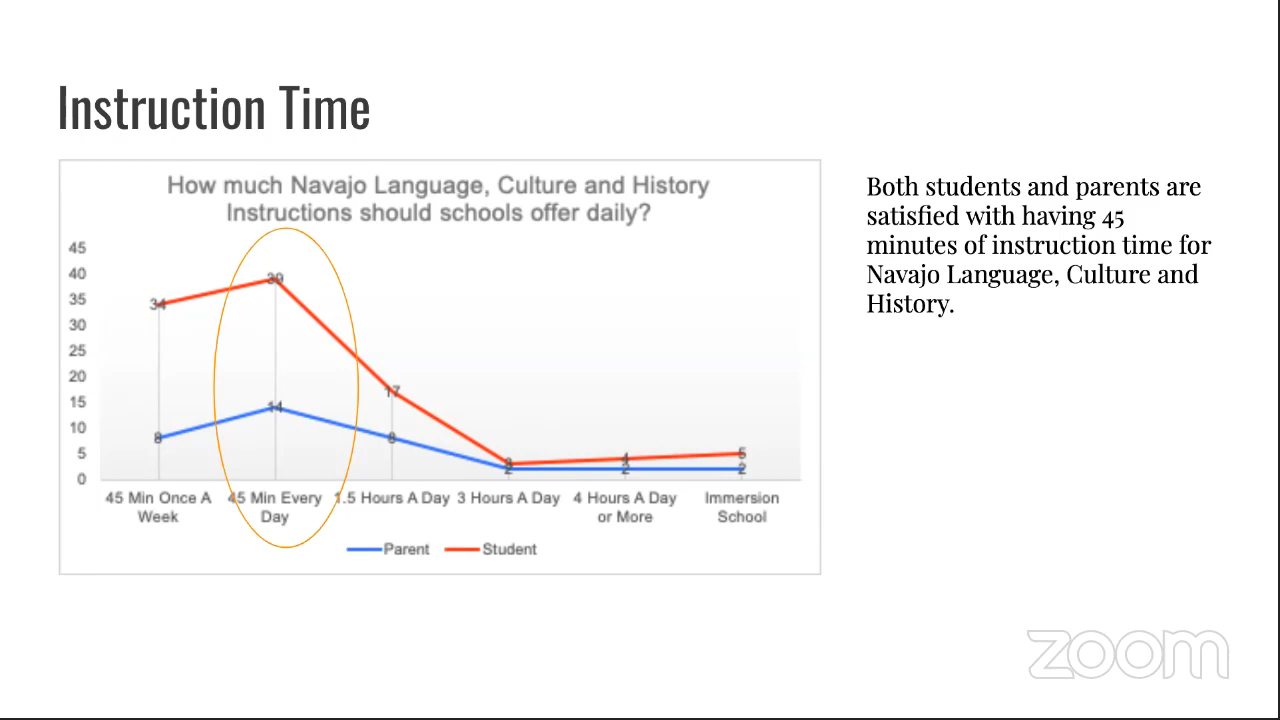 Instruction Time
How much Navajo Language, Culture and History
Instructions should schools offer daily?
45
40
35
30
25
20
15
10
5
0
34
39
17
3
4
5
8
14
8
2
2
2
45 Min Once A
Week
45 Min Every
Day
1.5 Hours A Day
3 Hours A Day
4 Hours A Day
or More
Immersion
School
Parent
Student
Both students and parents are
satisfied with having 45
minutes of instruction time for
Navajo Language, Culture and
History.
zoom